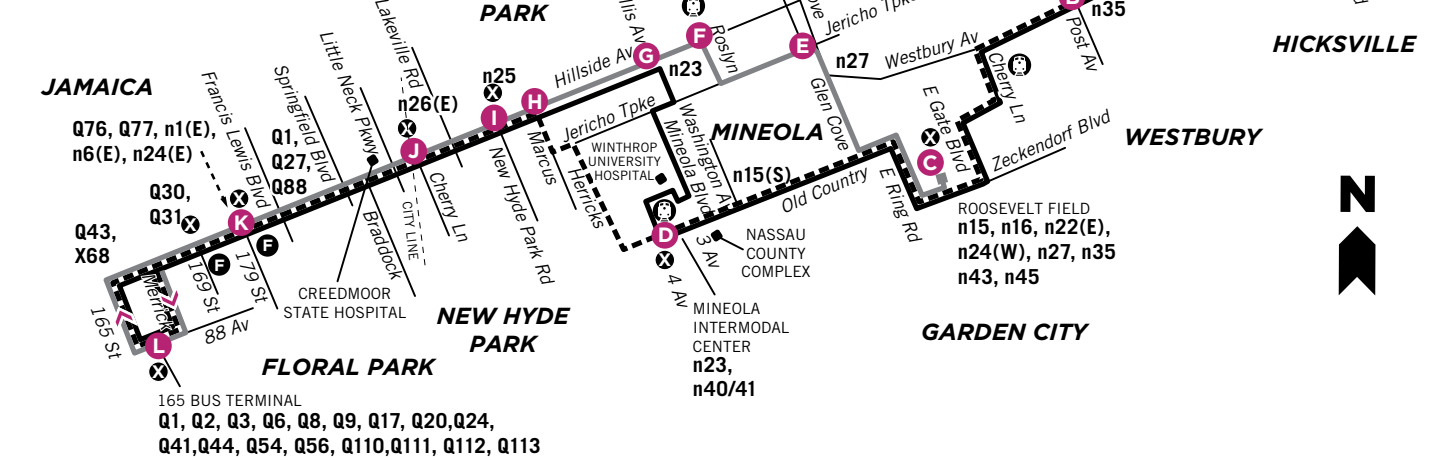 PARK
Lakeville Rd
llis Av
F
Roslyn
ove
Jericho Tpke
B
n35
Post Av
d
HICKSVILLE
JAMAICA
Q76, Q77, n1(E),
n6(E), n24(E)
Francis Lewis Blvd
Springfield Blvd
Little Neck Pkwy
Q1,
Q27,
Q88
n26(E)
X
J
n25
X
I
H
Hillside Av
G
n23
E
n27
Westbury Av
Cherry Ln
E Gate Blvd
X
C
Zeckendorf Blvd
WESTBURY
Jericho Tpke
Washington Av
Mineola Blvd
MINEOLA
Glen Cove
WINTHROP
UNIVERSITY
HOSPITAL
n15(S)
Old Country
E Ring Rd
ROOSEVELT FIELD
n15, n16, n22(E),
n24(W), n27, n35
n43, n45
N
Marcus
Herricks
New Hyde Park Rd
Cherry Ln
CITY LINE
Braddock
Q30,
Q31
X
X
K
F
F
Q43,
X68
179 St
169 St
Merrick
165 St
88 Av
L
X
CREEDMOOR
STATE HOSPITAL
D
X
4 Av
3 Av
NASSAU
COUNTY
COMPLEX
MINEOLA
INTERMODAL
CENTER
n23,
n40/41
NEW HYDE
PARK
GARDEN CITY
FLORAL PARK
165 BUS TERMINAL
Q1, Q2, Q3, Q6, Q8, Q9, Q17, Q20,Q24,
Q41,Q44, Q54, Q56, Q110,Q111, Q112, Q113